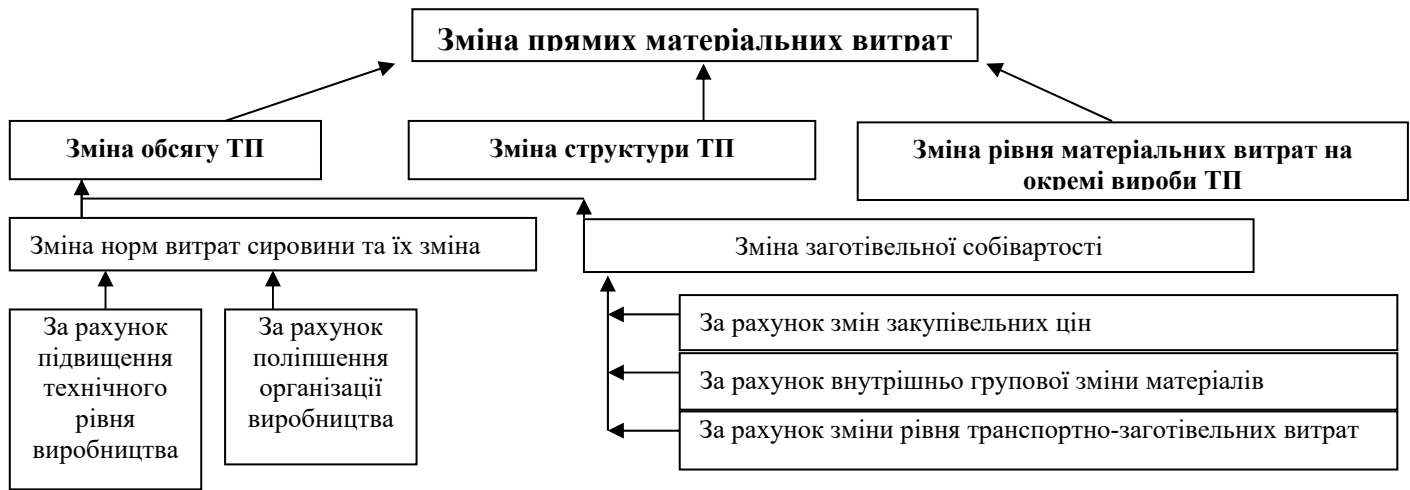 Зміна прямих матеріальних витрат
Зміна обсягу ТП
Зміна структури ТП
Зміна рівня матеріальних витрат на
окремі вироби ТП
Зміна норм витрат сировини та їх зміна
Зміна заготівельної собівартості
За рахунок
підвищення
технічного
рівня
виробництва
За рахунок
поліпшення
організації
виробництва
За рахунок змін закупівельних цін
За рахунок внутрішньо групової зміни матеріалів
За рахунок зміни рівня транспортно-заготівельних витрат